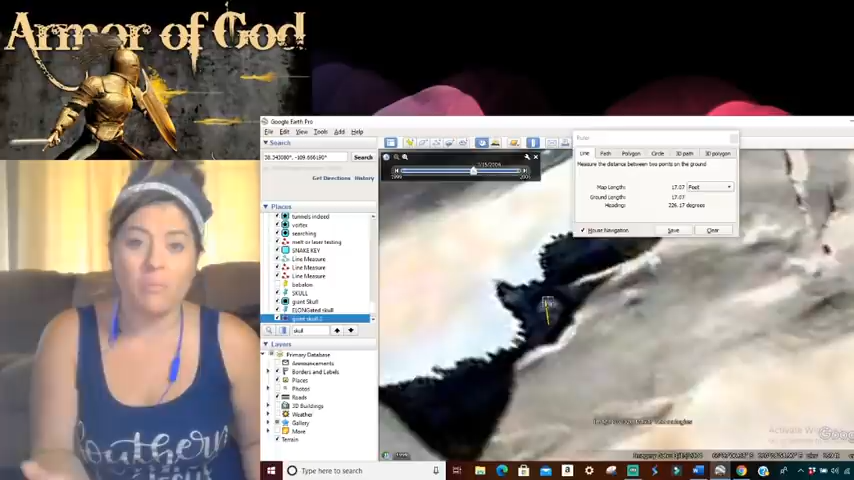 Armor of God
Google Earth Pro
File Edit View Tools Add Help
Search
Search
Get Directions History
Places
tunnels indeed
vortex
searching
melt or laser testing
SNAKE KEY
Line Measure
Line Measure
Line Measure
babalon
SKULL
giant Skull
ELONGated skull
giant skull 2
skull
Layers
Primary Database
Announcements
Borders and Labels
Places
Photos
Roads
3D Buildings
Weather
Gallery
More
Terrain
1999
Ruler
Line Path Polygon Circle 3D path 3D polygon
Measure the distance between two points on the ground
Map Length: 17.07 Feet
Ground Length: 17.07
Heading: 226.17 degrees
Mouse Navigation Save Clear
Southern
1999
Type here to search